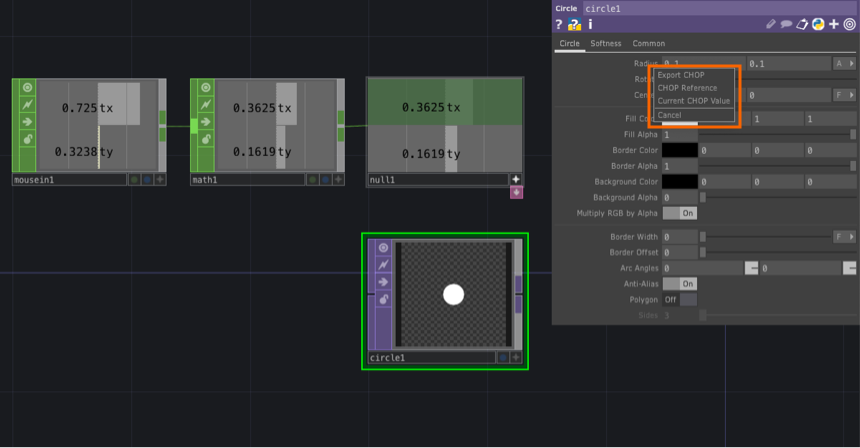 Circle circle1
? ? i
Circle Softness Common
Radius 0.1 0.1 A
Export CHOP
CHOP Reference
Current CHOP Value
Cancel
0 F
Fill 1 1
Fill Alpha 1
Border Color 0 0 0
Border Alpha 1
Background Color 0 0 0
Background Alpha 0
Multiply RGB by Alpha On
Border Width 0 F
Border Offset 0
Arc Angles 0 0
Anti-Alias On
Polygon Off
Sides 3
0.725 tx
0.3238 ty
mousein1
0.3625 tx
0.1619 ty
math1
0.3625 tx
0.1619 ty
null1
circle1